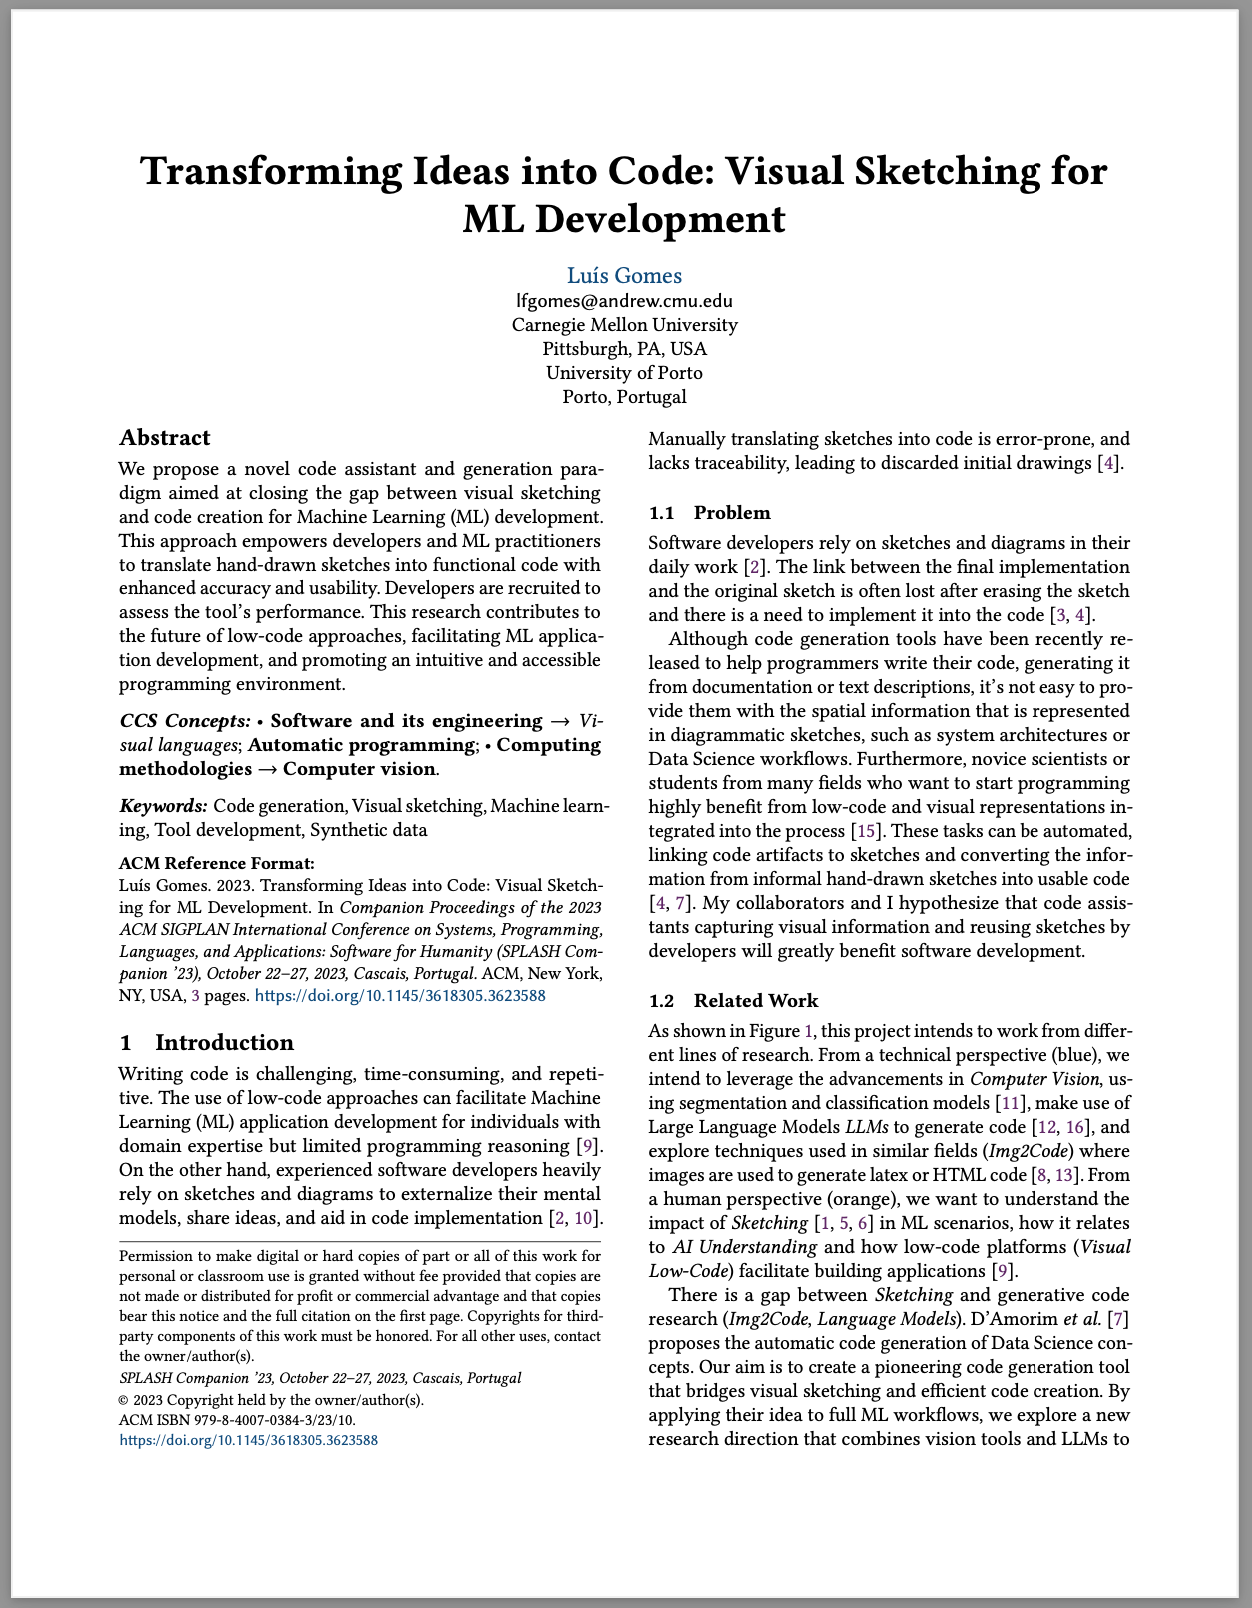 Transforming Ideas into Code: Visual Sketching for
ML Development
Luís Gomes
lfgomes@andrew.cmu.edu
Carnegie Mellon University
Pittsburgh, PA, USA
University of Porto
Porto, Portugal
Abstract
We propose a novel code assistant and generation para-
digm aimed at closing the gap between visual sketching
and code creation for Machine Learning (ML) development.
This approach empowers developers and ML practitioners
to translate hand-drawn sketches into functional code with
enhanced accuracy and usability. Developers are recruited to
assess the tool's performance. This research contributes to
the future of low-code approaches, facilitating ML applica-
tion development, and promoting an intuitive and accessible
programming environment.
CCS Concepts: • Software and its engineering → Vi-
sual languages; Automatic programming; • Computing
methodologies → Computer vision.
Keywords: Code generation, Visual sketching, Machine learn-
ing, Tool development, Synthetic data
ACM Reference Format:
Luís Gomes. 2023. Transforming Ideas into Code: Visual Sketch-
ing for ML Development. In Companion Proceedings of the 2023
ACM SIGPLAN International Conference on Systems, Programming,
Languages, and Applications: Software for Humanity (SPLASH Com-
panion '23), October 22–27, 2023, Cascais, Portugal. ACM, New York,
NY, USA, 3 pages. https://doi.org/10.1145/3618305.3623588
1 Introduction
Writing code is challenging, time-consuming, and repeti-
tive. The use of low-code approaches can facilitate Machine
Learning (ML) application development for individuals with
domain expertise but limited programming reasoning [9].
On the other hand, experienced software developers heavily
rely on sketches and diagrams to externalize their mental
models, share ideas, and aid in code implementation [2, 10].
Permission to make digital or hard copies of part or all of this work for
personal or classroom use is granted without fee provided that copies are
not made or distributed for profit or commercial advantage and that copies
bear this notice and the full citation on the first page. Copyrights for third-
party components of this work must be honored. For all other uses, contact
the owner/author(s).
SPLASH Companion '23, October 22–27, 2023, Cascais, Portugal
© 2023 Copyright held by the owner/author(s).
ACM ISBN 979-8-4007-0384-3/23/10.
https://doi.org/10.1145/3618305.3623588
Manually translating sketches into code is error-prone, and
lacks traceability, leading to discarded initial drawings [4].
1.1 Problem
Software developers rely on sketches and diagrams in their
daily work [2]. The link between the final implementation
and the original sketch is often lost after erasing the sketch
and there is a need to implement it into the code [3, 4].
Although code generation tools have been recently re-
leased to help programmers write their code, generating it
from documentation or text descriptions, it's not easy to pro-
vide them with the spatial information that is represented
in diagrammatic sketches, such as system architectures or
Data Science workflows. Furthermore, novice scientists or
students from many fields who want to start programming
highly benefit from low-code and visual representations in-
tegrated into the process [15]. These tasks can be automated,
linking code artifacts to sketches and converting the infor-
mation from informal hand-drawn sketches into usable code
[4, 7]. My collaborators and I hypothesize that code assis-
tants capturing visual information and reusing sketches by
developers will greatly benefit software development.
1.2 Related Work
As shown in Figure 1, this project intends to work from differ-
ent lines of research. From a technical perspective (blue), we
intend to leverage the advancements in Computer Vision, us-
ing segmentation and classification models [11], make use of
Large Language Models LLMs to generate code [12, 16], and
explore techniques used in similar fields (Img2Code) where
images are used to generate latex or HTML code [8, 13]. From
a human perspective (orange), we want to understand the
impact of Sketching [1, 5, 6] in ML scenarios, how it relates
to AI Understanding and how low-code platforms (Visual
Low-Code) facilitate building applications [9].
There is a gap between Sketching and generative code
research (Img2Code, Language Models). D'Amorim et al. [7]
proposes the automatic code generation of Data Science con-
cepts. Our aim is to create a pioneering code generation tool
that bridges visual sketching and efficient code creation. By
applying their idea to full ML workflows, we explore a new
research direction that combines vision tools and LLMs to